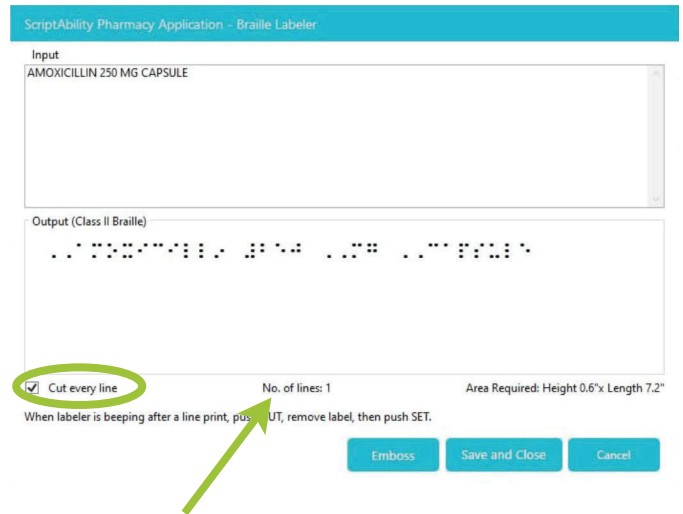 ScriptAbility Pharmacy Application - Braille Labeler
Input
AMOXICILLIN 250 MG CAPSULE
Output (Class II Braille)
⠠⠠⠁⠍⠕⠭⠊⠉⠊⠇⠇⠔ ⠼⠃⠑⠚ ⠠⠠⠍⠛ ⠠⠠⠉⠁⠏⠎⠥⠇⠑
Cut every line No. of lines: 1 Area Required: Height 0.6"x Length 7.2"
When labeler is beeping after a line print, push CUT, remove label, then push SET.
Emboss Save and Close Cancel